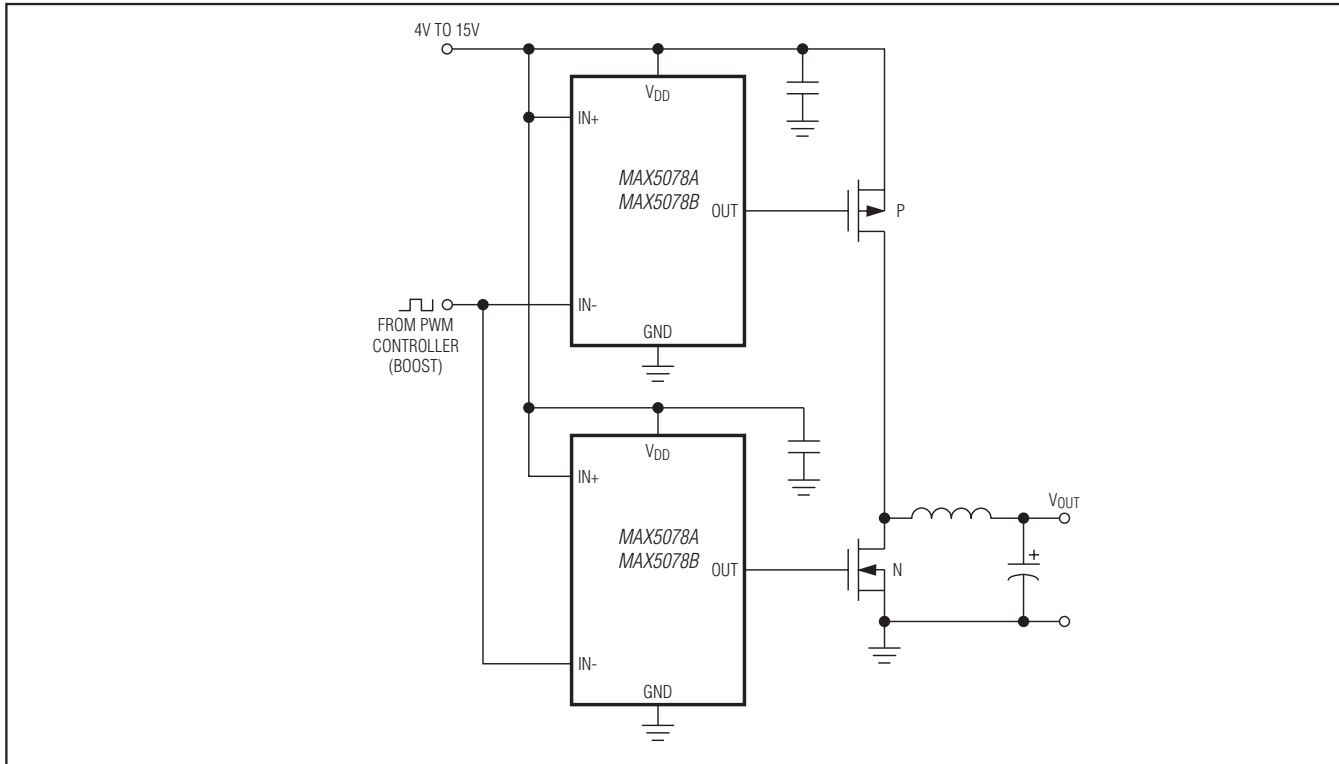 4V TO 15V
VDD
IN+
MAX5078A
MAX5078B
OUT
P
IN-
FROM PWM
CONTROLLER
(BOOST)
GND
VDD
IN+
VOUT
MAX5078A
MAX5078B
OUT
N
+
IN-
GND